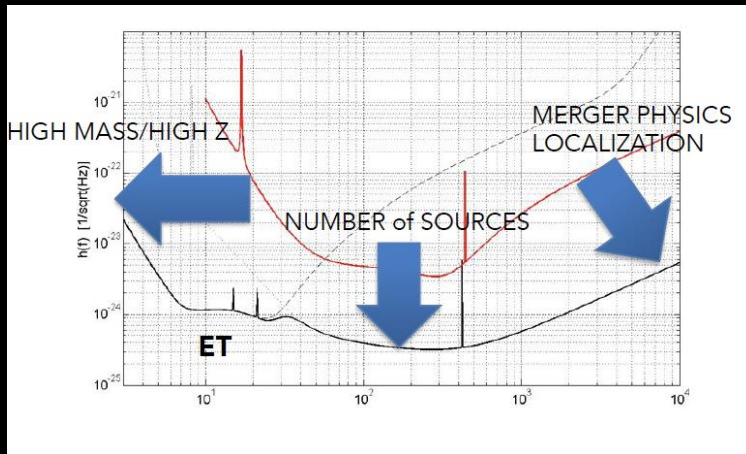 10⁻²¹
HIGH MASS/HIGH Z
MERGER PHYSICS
LOCALIZATION
10⁻²²
h(f) [1/sqrt(Hz)]
NUMBER of SOURCES
10⁻²³
10⁻²⁴
ET
10⁻²⁵
10¹ 10² 10³ 10⁴